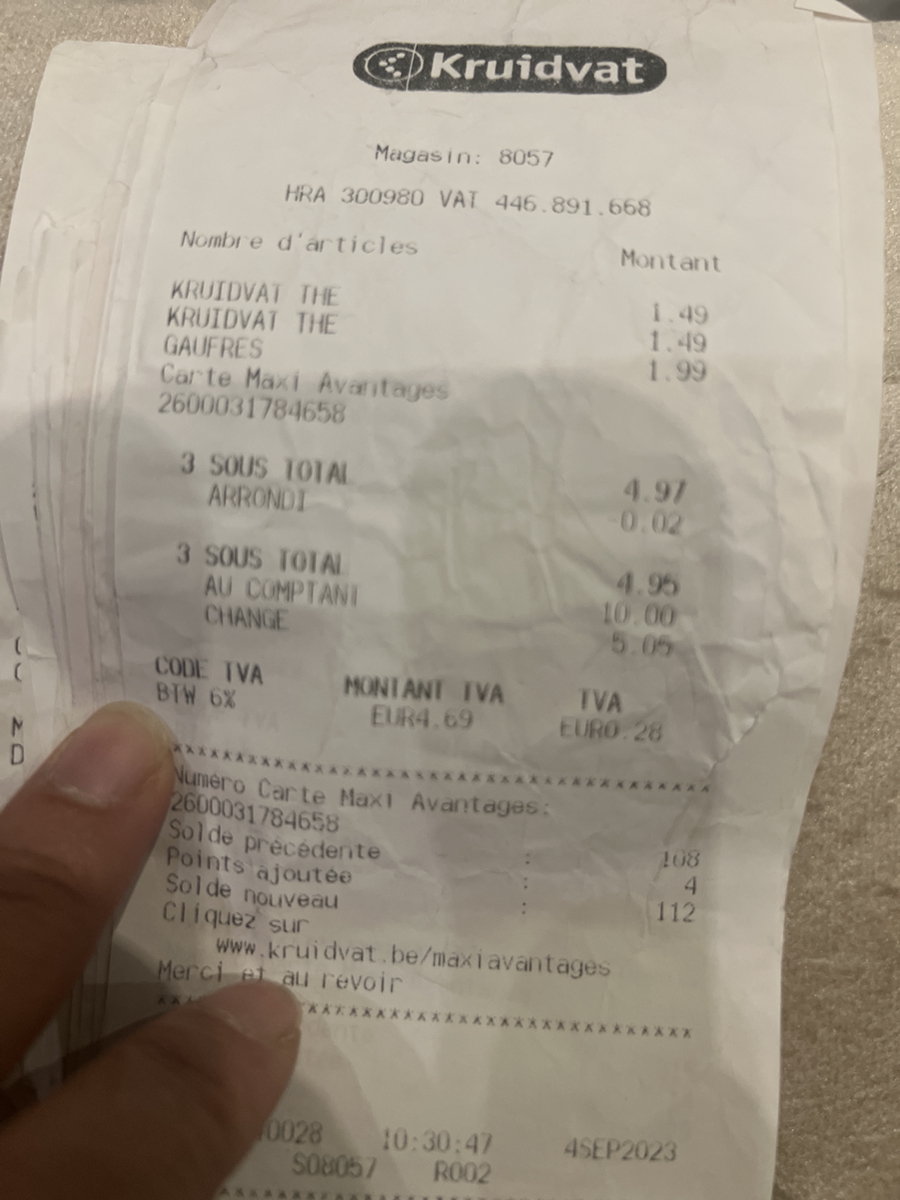 Kruidvat
Magasin: 8057
HRA 300980 VAT 446.891.668
Nombre d'articles Montant
KRUIDVAT THE 1.49
KRUIDVAT THE 1.49
GAUFRES 1.99
Carte Maxi Avantages
2600031784658
3 SOUS TOTAL 4.97
ARRONDI 0.02
3 SOUS TOTAL 4.95
AU COMPTANT 10.00
CHANGE 5.05
CODE TVA MONTANT TVA TVA
BTW 6% EUR4.69 EUR0.28
Numéro Carte Maxi Avantages:
2600031784658
Solde précédente : 108
Points ajoutée : 4
Solde nouveau : 112
Cliquez sur
www.kruidvat.be/maxiavantages
Merci et au revoir
0028 10:30:47 4SEP2023
S08057 R002